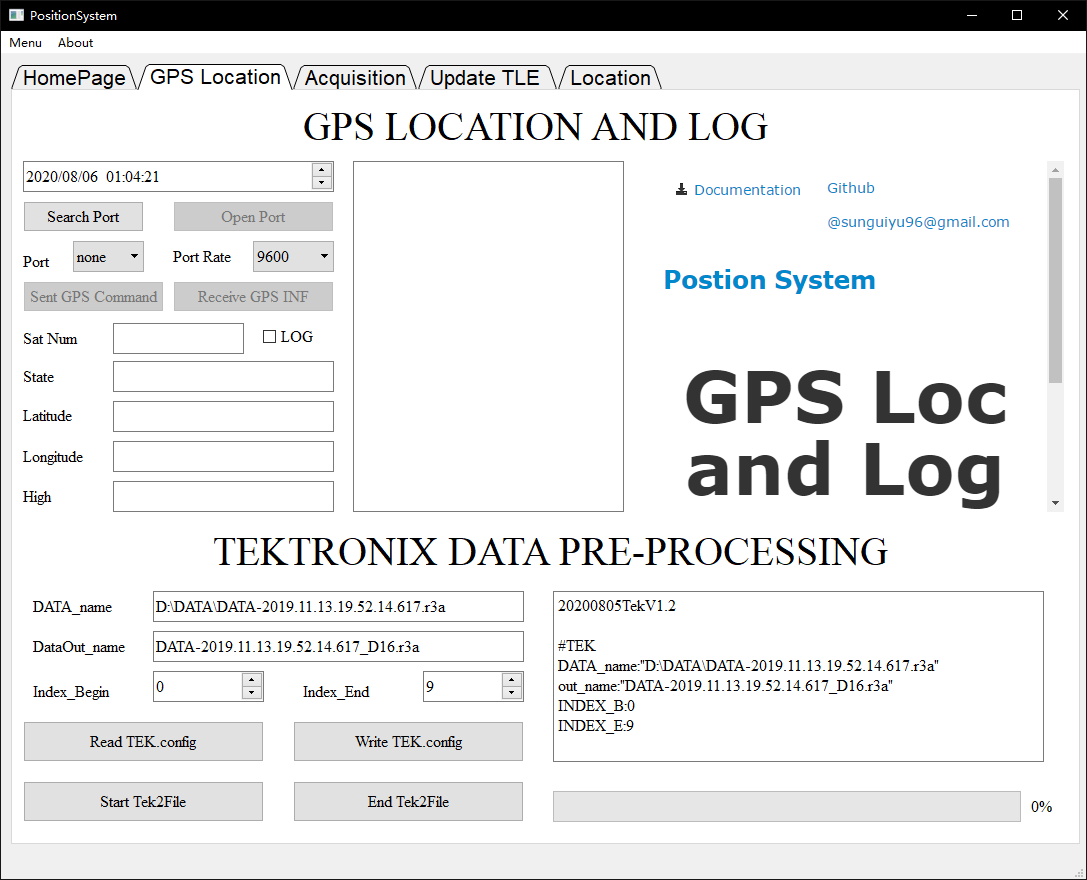 PositionSystem
Menu About
HomePage GPS Location Acquisition Update TLE Location
GPS LOCATION AND LOG
2020/08/06 01:04:21
Search Port Open Port
Port none Port Rate 9600
Sent GPS Command Receive GPS INF
Sat Num LOG
State
Latitude
Longitude
High
Documentation Github
@sunguiyu96@gmail.com
Postion System
GPS Loc
and Log
TEKTRONIX DATA PRE-PROCESSING
DATA_name D:\DATA\DATA-2019.11.13.19.52.14.617.r3a
DataOut_name DATA-2019.11.13.19.52.14.617_D16.r3a
Index_Begin 0 Index_End 9
Read TEK.config Write TEK.config
Start Tek2File End Tek2File
20200805TekV1.2
#TEK
DATA_name:"D:\DATA\DATA-2019.11.13.19.52.14.617.r3a"
out_name:"DATA-2019.11.13.19.52.14.617_D16.r3a"
INDEX_B:0
INDEX_E:9
0%